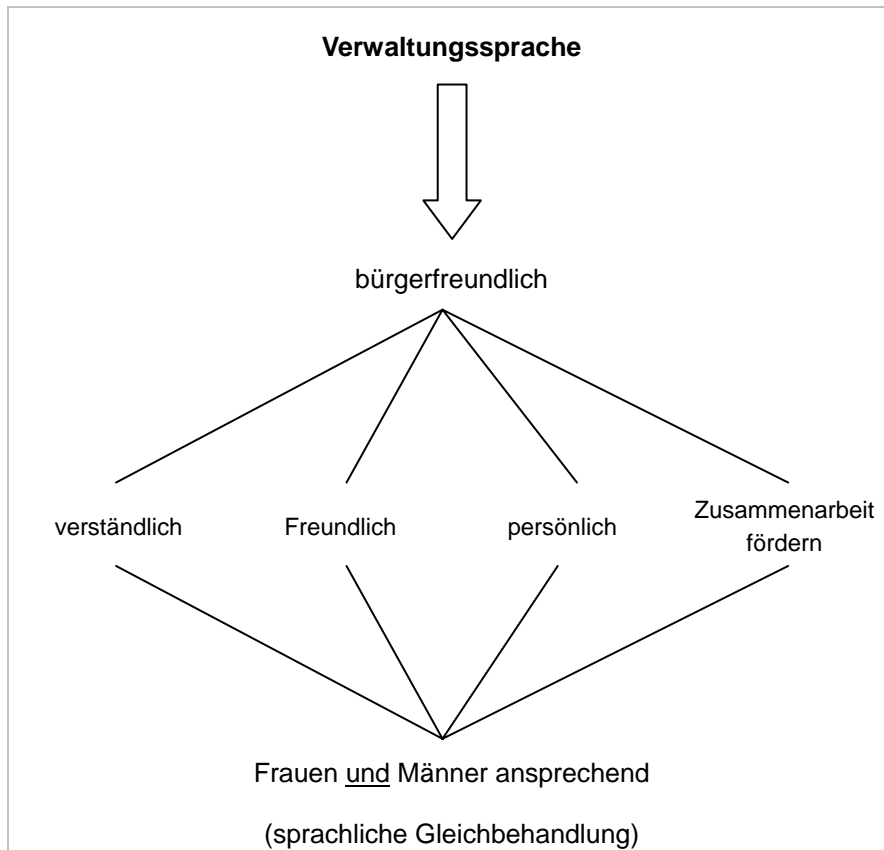 Verwaltungssprache
bürgerfreundlich
verständlich
Freundlich
persönlich
Zusammenarbeit
fördern
Frauen und Männer ansprechend
(sprachliche Gleichbehandlung)